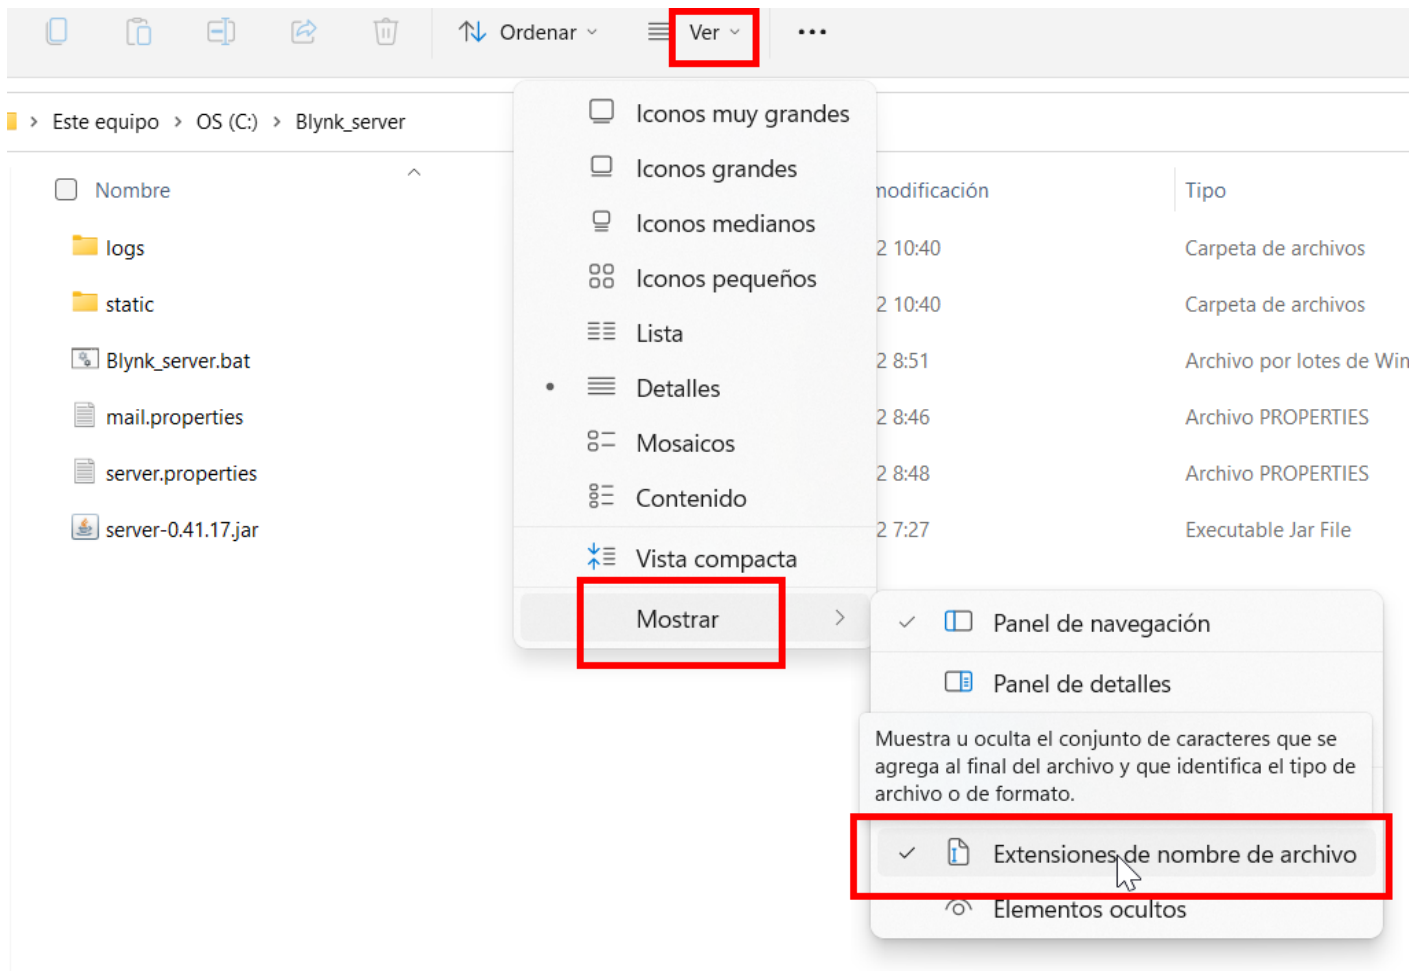 Ordenar
Ver
Este equipo > OS (C:) > Blynk_server
Nombre
modificación
Tipo
logs
2 10:40
Carpeta de archivos
static
2 10:40
Carpeta de archivos
Blynk_server.bat
2 8:51
Archivo por lotes de Win
mail.properties
2 8:46
Archivo PROPERTIES
server.properties
2 8:48
Archivo PROPERTIES
server-0.41.17.jar
2 7:27
Executable Jar File
Iconos muy grandes
Iconos grandes
Iconos medianos
Iconos pequeños
Lista
Detalles
Mosaicos
Contenido
Vista compacta
Mostrar
Panel de navegación
Panel de detalles
Muestra u oculta el conjunto de caracteres que se
agrega al final del archivo y que identifica el tipo de
archivo o de formato.
Extensiones de nombre de archivo
Elementos ocultos